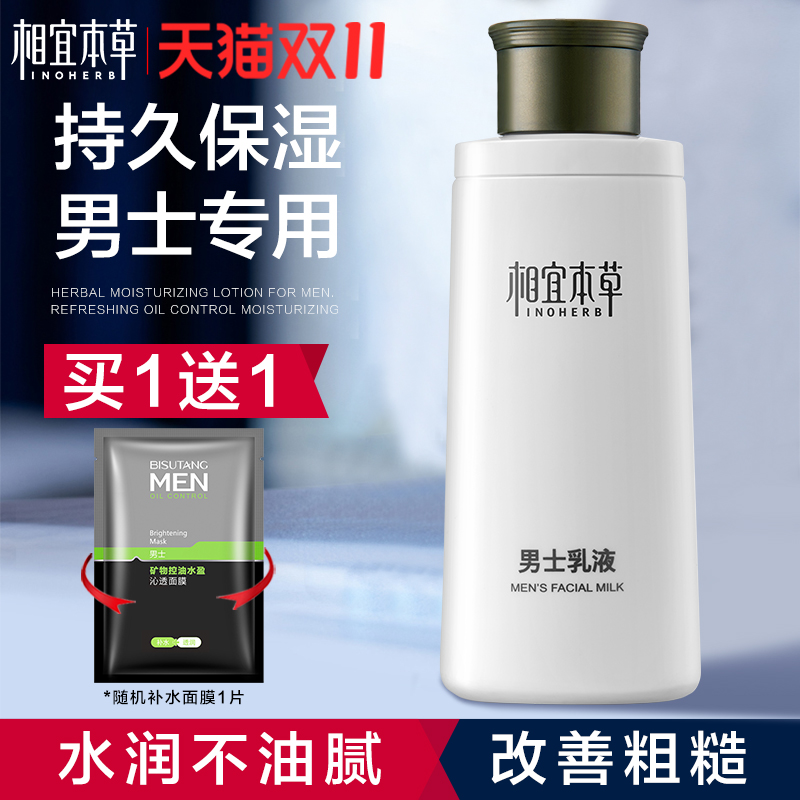 相宜本草
INOHERB
天猫双11
持久保湿
男士专用
HERBAL MOISTURIZING LOTION FOR MEN.
REFRESHING OIL CONTROL MOISTURIZING
买1送1
BISUTANG
MEN
OIL CONTROL
Brightening
Mask
男士
矿物控油水盈
沁透面膜
补水
*随机补水面膜1片
相宜本草
INOHERB
男士乳液
MEN'S FACIAL MILK
水润不油腻
改善粗糙